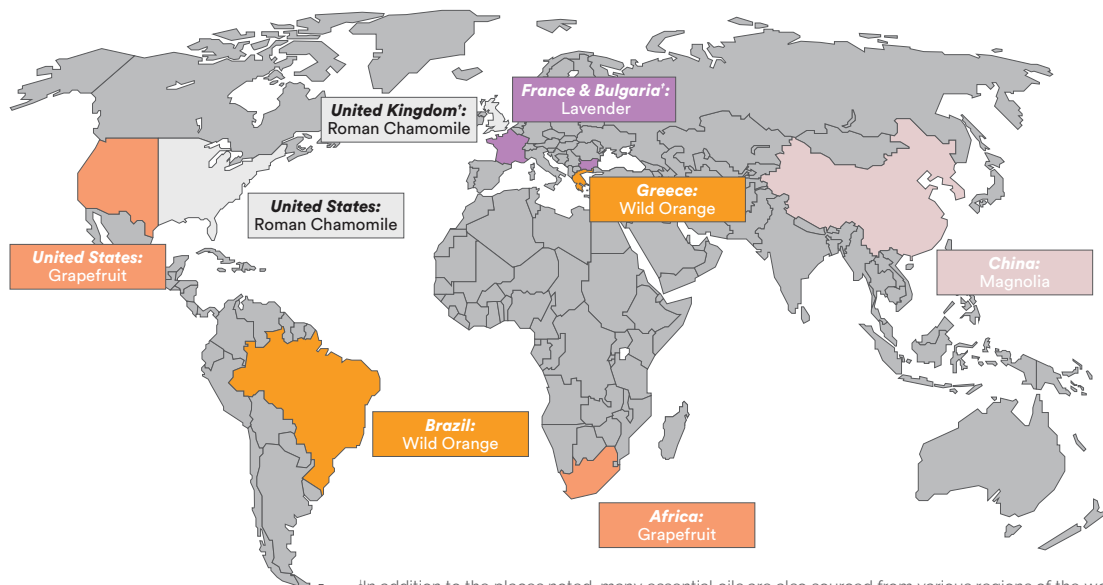 France & Bulgaria†:
Lavender
United Kingdom†:
Roman Chamomile
Greece:
Wild Orange
United States:
Roman Chamomile
United States:
Grapefruit
China:
Magnolia
Brazil:
Wild Orange
Africa:
Grapefruit
In addition to the places noted, many essential oils are also sourced from various regions of the